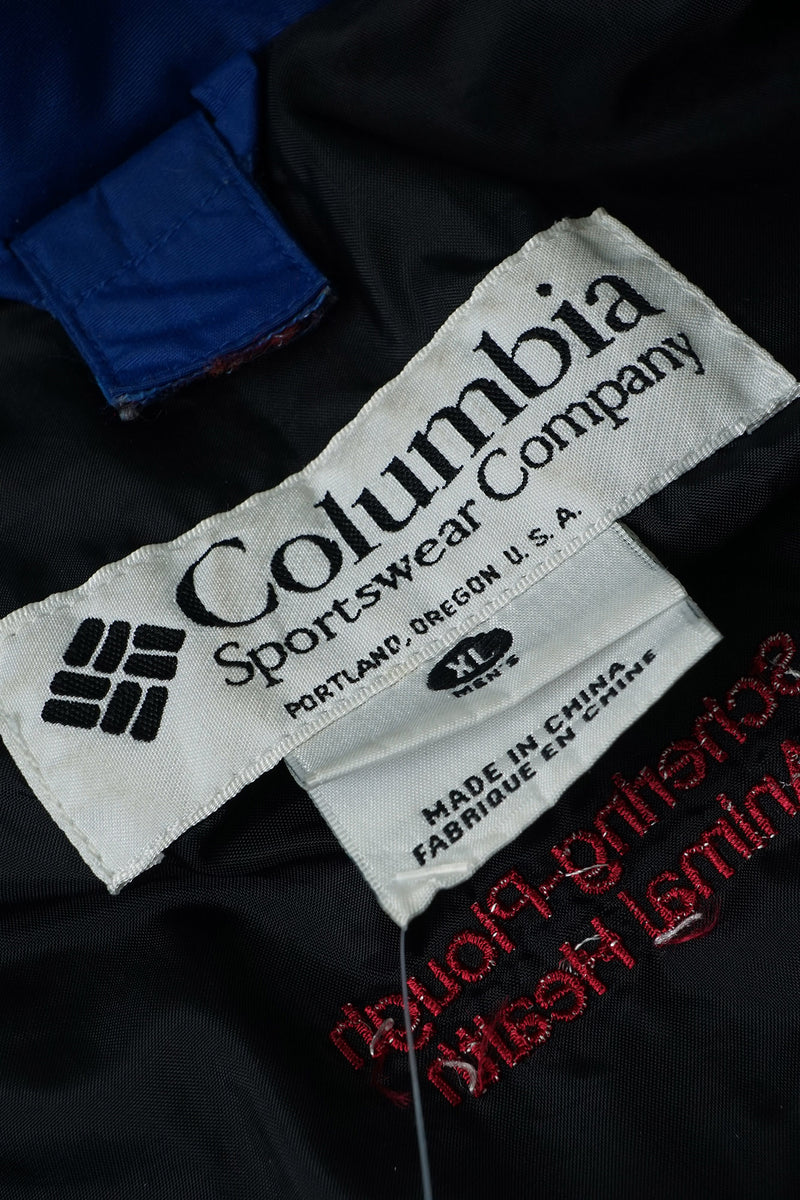 Columbia
Sportswear Company
PORTLAND, OREGON U.S.A.
XL
MEN'S
MADE IN CHINA
FABRIQUE EN CHINE
Schering-Plough
Animal Health